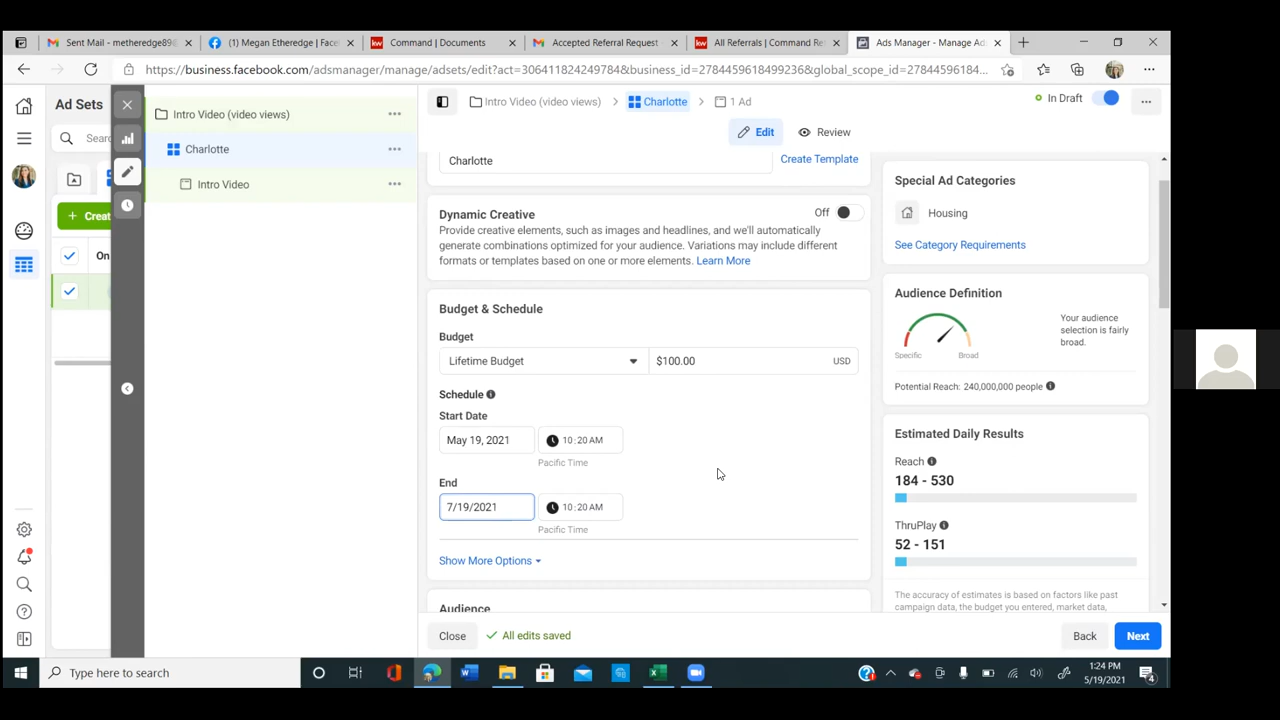 Sent Mail - metheredge89@
(1) Megan Etheredge | Face
Command | Documents
Accepted Referral Request -
All Referrals | Command Re
Ads Manager - Manage Ads
https://business.facebook.com/adsmanager/manage/adsets/edit?act=306411824249784&business_id=2784459618499236&global_scope_id=27844596184...
Ad Sets
Intro Video (video views)
Intro Video (video views) > Charlotte > 1 Ad
In Draft
Sear
Charlotte
Edit
Review
Intro Video
+ Creat
On
Charlotte
Create Template
Dynamic Creative
Off
Provide creative elements, such as images and headlines, and we'll automatically
generate combinations optimized for your audience. Variations may include different
formats or templates based on one or more elements. Learn More
Budget & Schedule
Budget
Lifetime Budget
$100.00
USD
Schedule
Start Date
May 19, 2021
10:20 AM
Pacific Time
End
7/19/2021
10:20 AM
Pacific Time
Show More Options
Audience
Special Ad Categories
Housing
See Category Requirements
Audience Definition
Your audience
selection is fairly
broad.
Specific
Broad
Potential Reach: 240,000,000 people
Estimated Daily Results
Reach
184 - 530
ThruPlay
52 - 151
The accuracy of estimates is based on factors like past
campaign data, the budget you entered, market data,
Close
All edits saved
Back
Next
Type here to search
1:24 PM
5/19/2021
4